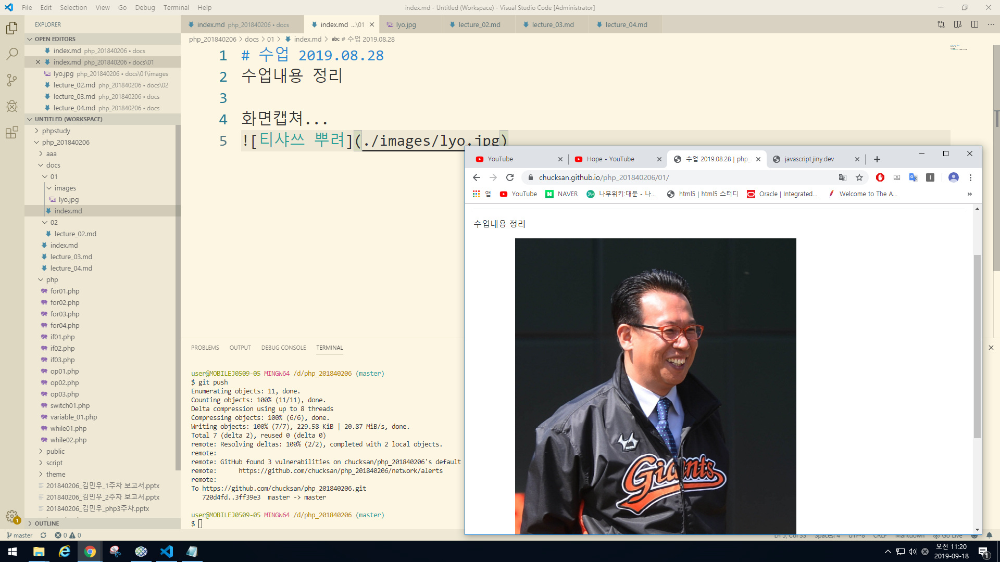 File Edit Selection View Go Debug Terminal Help
index.md - Untitled (Workspace) - Visual Studio Code [Administrator]
EXPLORER
OPEN EDITORS
index.md php_201840206 • docs
index.md php_201840206 • docs\01
lyo.jpg php_201840206 • docs\01\images
lecture_02.md php_201840206 • docs\02
lecture_03.md php_201840206 • docs
lecture_04.md php_201840206 • docs
UNTITLED (WORKSPACE)
phpstudy
php_201840206
aaa
docs
01
images
lyo.jpg
index.md
02
lecture_02.md
index.md
lecture_03.md
lecture_04.md
php
for01.php
for02.php
for03.php
for04.php
if01.php
if02.php
if03.php
op01.php
op02.php
op03.php
switch01.php
variable_01.php
while01.php
while02.php
public
script
theme
201840206_김민우_1주차 보고서.pptx
201840206_김민우_2주차 보고서.pptx
201840206_김민우_php3주차.pptx
OUTLINE
index.md php_201840206 • docs
index.md ...\01
lyo.jpg
lecture_02.md
lecture_03.md
lecture_04.md
php_201840206 > docs > 01 > index.md > abc # 수업 2019.08.28
1 # 수업 2019.08.28
2 수업내용 정리
3
4 화면캡쳐...
5 ![티샤쓰 뿌려](./images/lyo.jpg)
PROBLEMS OUTPUT DEBUG CONSOLE TERMINAL
user@MOBILEJ0509-05 MINGW64 /d/php_201840206 (master)
$ git push
Enumerating objects: 11, done.
Counting objects: 100% (11/11), done.
Delta compression using up to 8 threads
Compressing objects: 100% (6/6), done.
Writing objects: 100% (7/7), 229.58 KiB | 20.87 MiB/s, done.
Total 7 (delta 2), reused 0 (delta 0)
remote: Resolving deltas: 100% (2/2), completed with 2 local objects.
remote:
remote: GitHub found 3 vulnerabilities on chucksan/php_201840206's default
remote: https://github.com/chucksan/php_201840206/network/alerts
remote:
To https://github.com/chucksan/php_201840206.git
720d4fd..3ff39e3 master -> master
user@MOBILEJ0509-05 MINGW64 /d/php_201840206 (master)
$
YouTube
Hope - YouTube
수업 2019.08.28 | php_
javascript.jiny.dev
chucksan.github.io/php_201840206/01/
앱 YouTube NAVER 나무위키:대문 - 나... html5 | html5 스터디 Oracle | Integrated... Welcome to The A... »
수업내용 정리
Giants
master 0 0
Ln 5, Col 33 Spaces: 4 UTF-8 CRLF Markdown Go Live
1
오전 11:20
2019-09-18
1